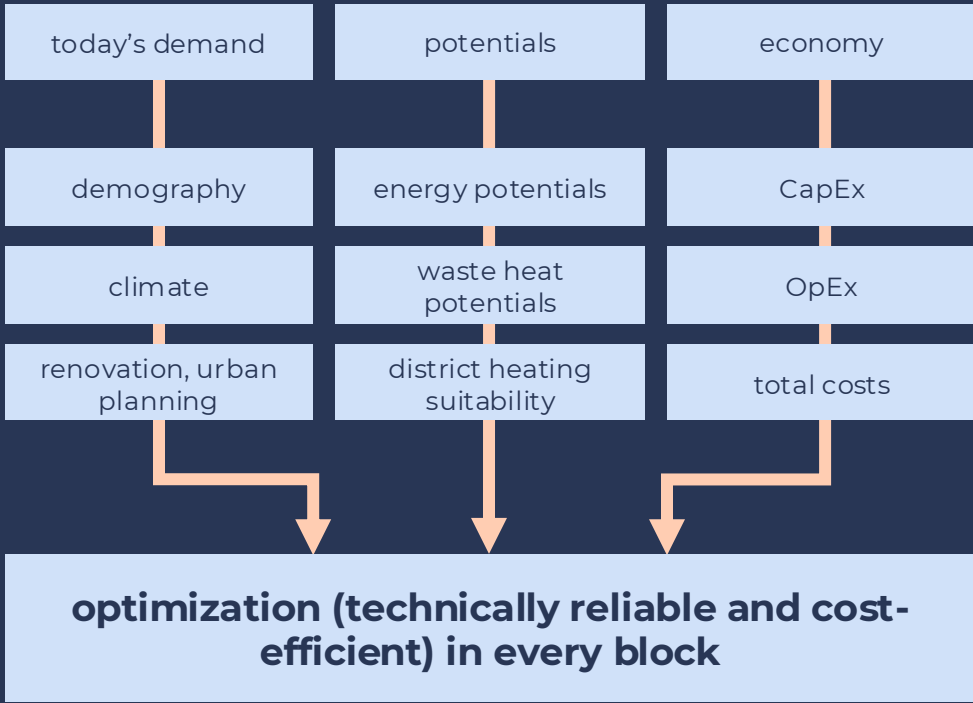 today’s demand
potentials
economy
demography
energy potentials
CapEx
climate
waste heat
potentials
OpEx
renovation, urban
planning
district heating
suitability
total costs
optimization (technically reliable and cost-
efficient) in every block